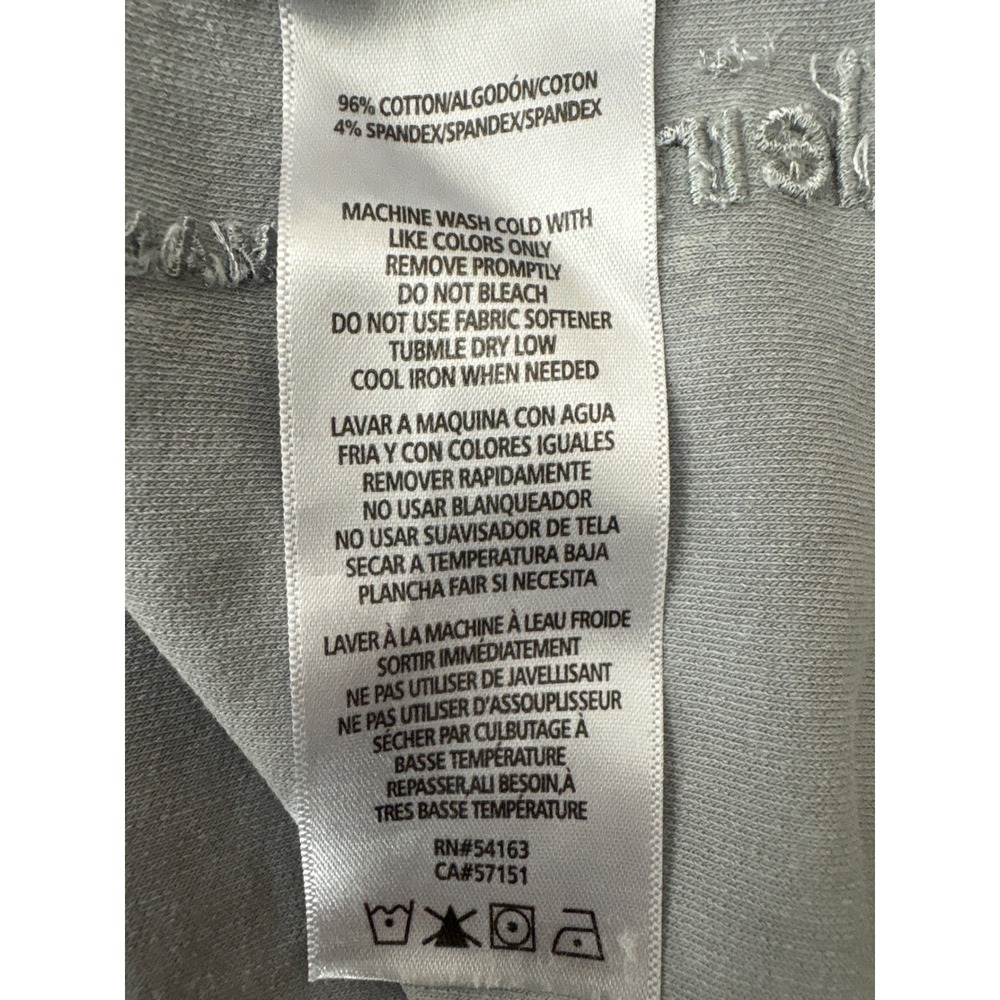 96% COTTON/ALGODÓN/COTON
4% SPANDEX/SPANDEX/SPANDEX
MACHINE WASH COLD WITH
LIKE COLORS ONLY
REMOVE PROMPTLY
DO NOT BLEACH
DO NOT USE FABRIC SOFTENER
TUBMLE DRY LOW
COOL IRON WHEN NEEDED
LAVAR A MAQUINA CON AGUA
FRIA Y CON COLORES IGUALES
REMOVER RAPIDAMENTE
NO USAR BLANQUEADOR
NO USAR SUAVISADOR DE TELA
SECAR A TEMPERATURA BAJA
PLANCHA FAIR SI NECESITA
LAVER À LA MACHINE À LEAU FROIDE
SORTIR IMMÉDIATEMENT
NE PAS UTILISER DE JAVELLISANT
NE PAS UTILISER D'ASSOUPLISSEUR
SÉCHER PAR CULBUTAGE À
BASSE TEMPÉRATURE
REPASSER,ALI BESOIN,À
TRES BASSE TEMPÉRATURE
RN#54163
CA#57151